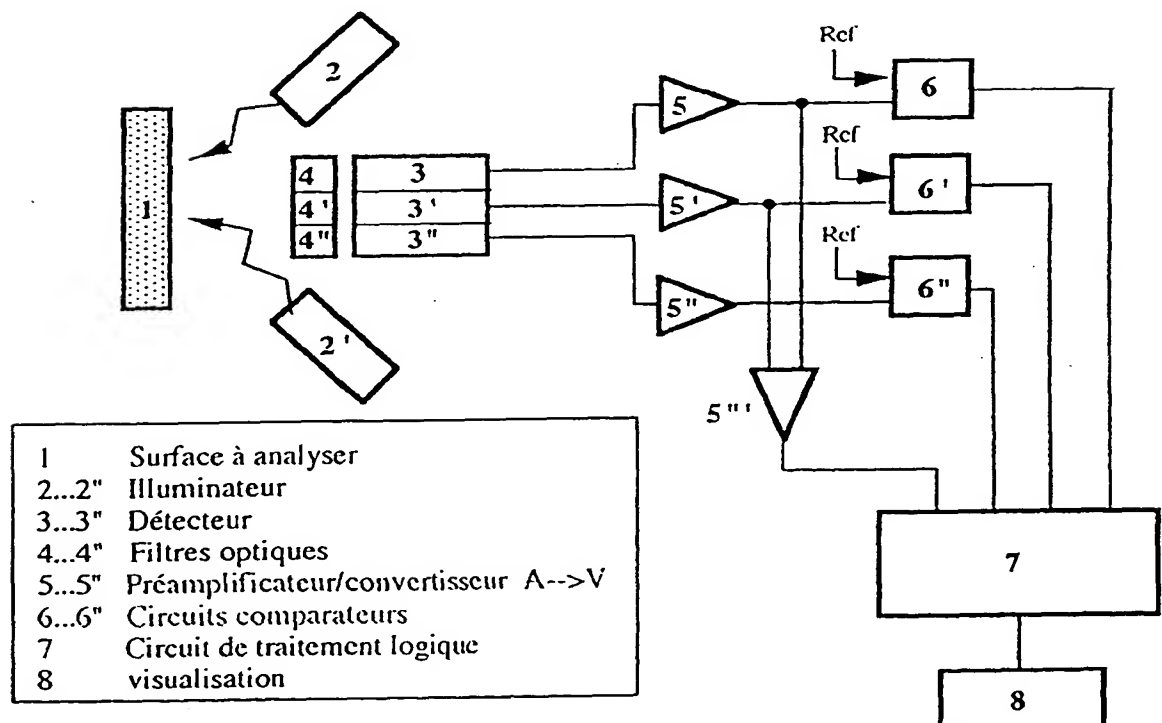 Ref
2
5
6
4
3
Ref
1
4'
3'
5'
6'
4"
3"
Ref
5"
6"
2'
5"'
1 Surface à analyser
2...2" Illuminateur
3...3" Détecteur
4...4" Filtres optiques
5...5" Préamplificateur/convertisseur A-->V
6...6" Circuits comparateurs
7 Circuit de traitement logique
8 visualisation
7
8